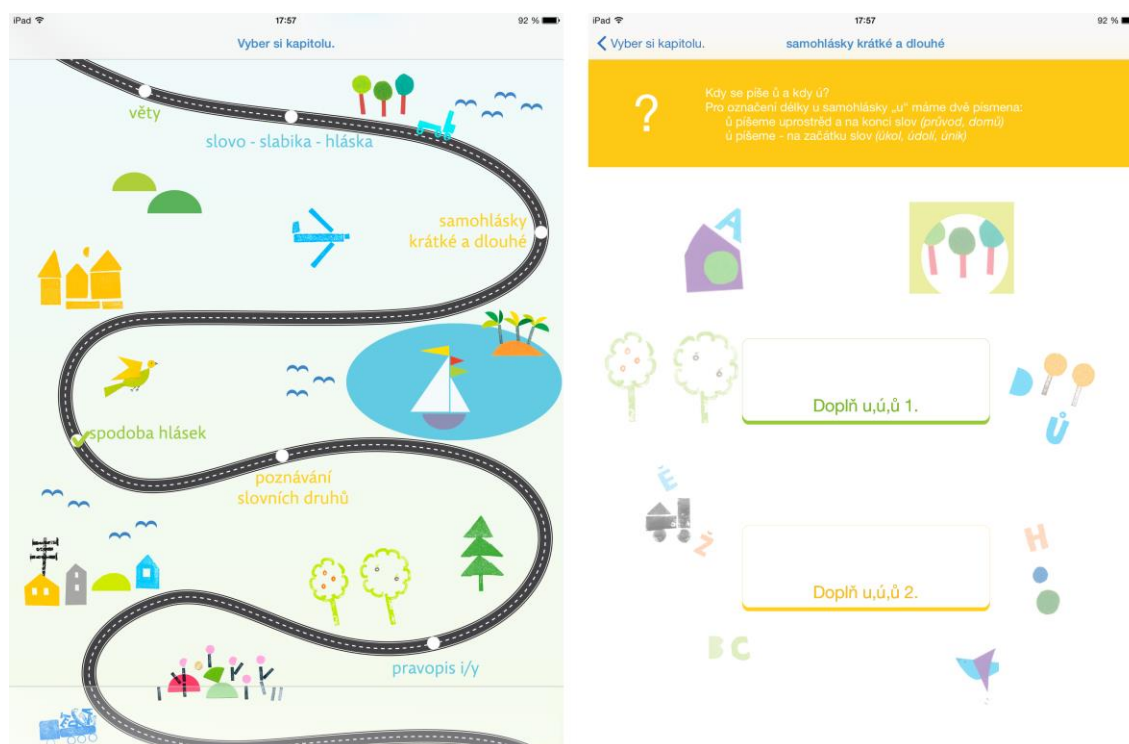 iPad 17:57 92 %
Vyber si kapitolu.
věty
slovo - slabika - hláska
samohlásky
krátké a dlouhé
spodoba hlásek
poznávání
slovních druhů
pravopis i/y
iPad 17:57 92 %
Vyber si kapitolu. samohlásky krátké a dlouhé
?
Kdy se píše ů a kdy ú?
Pro označení délky u samohlásky „u“ máme dvě písmena:
ů píšeme uprostřed a na konci slov (průvod, domů)
ú píšeme - na začátku slov (úkol, údolí, únik)
A
Doplň u,ú,ů 1.
Ů
É
Ž
H
Doplň u,ú,ů 2.
B C